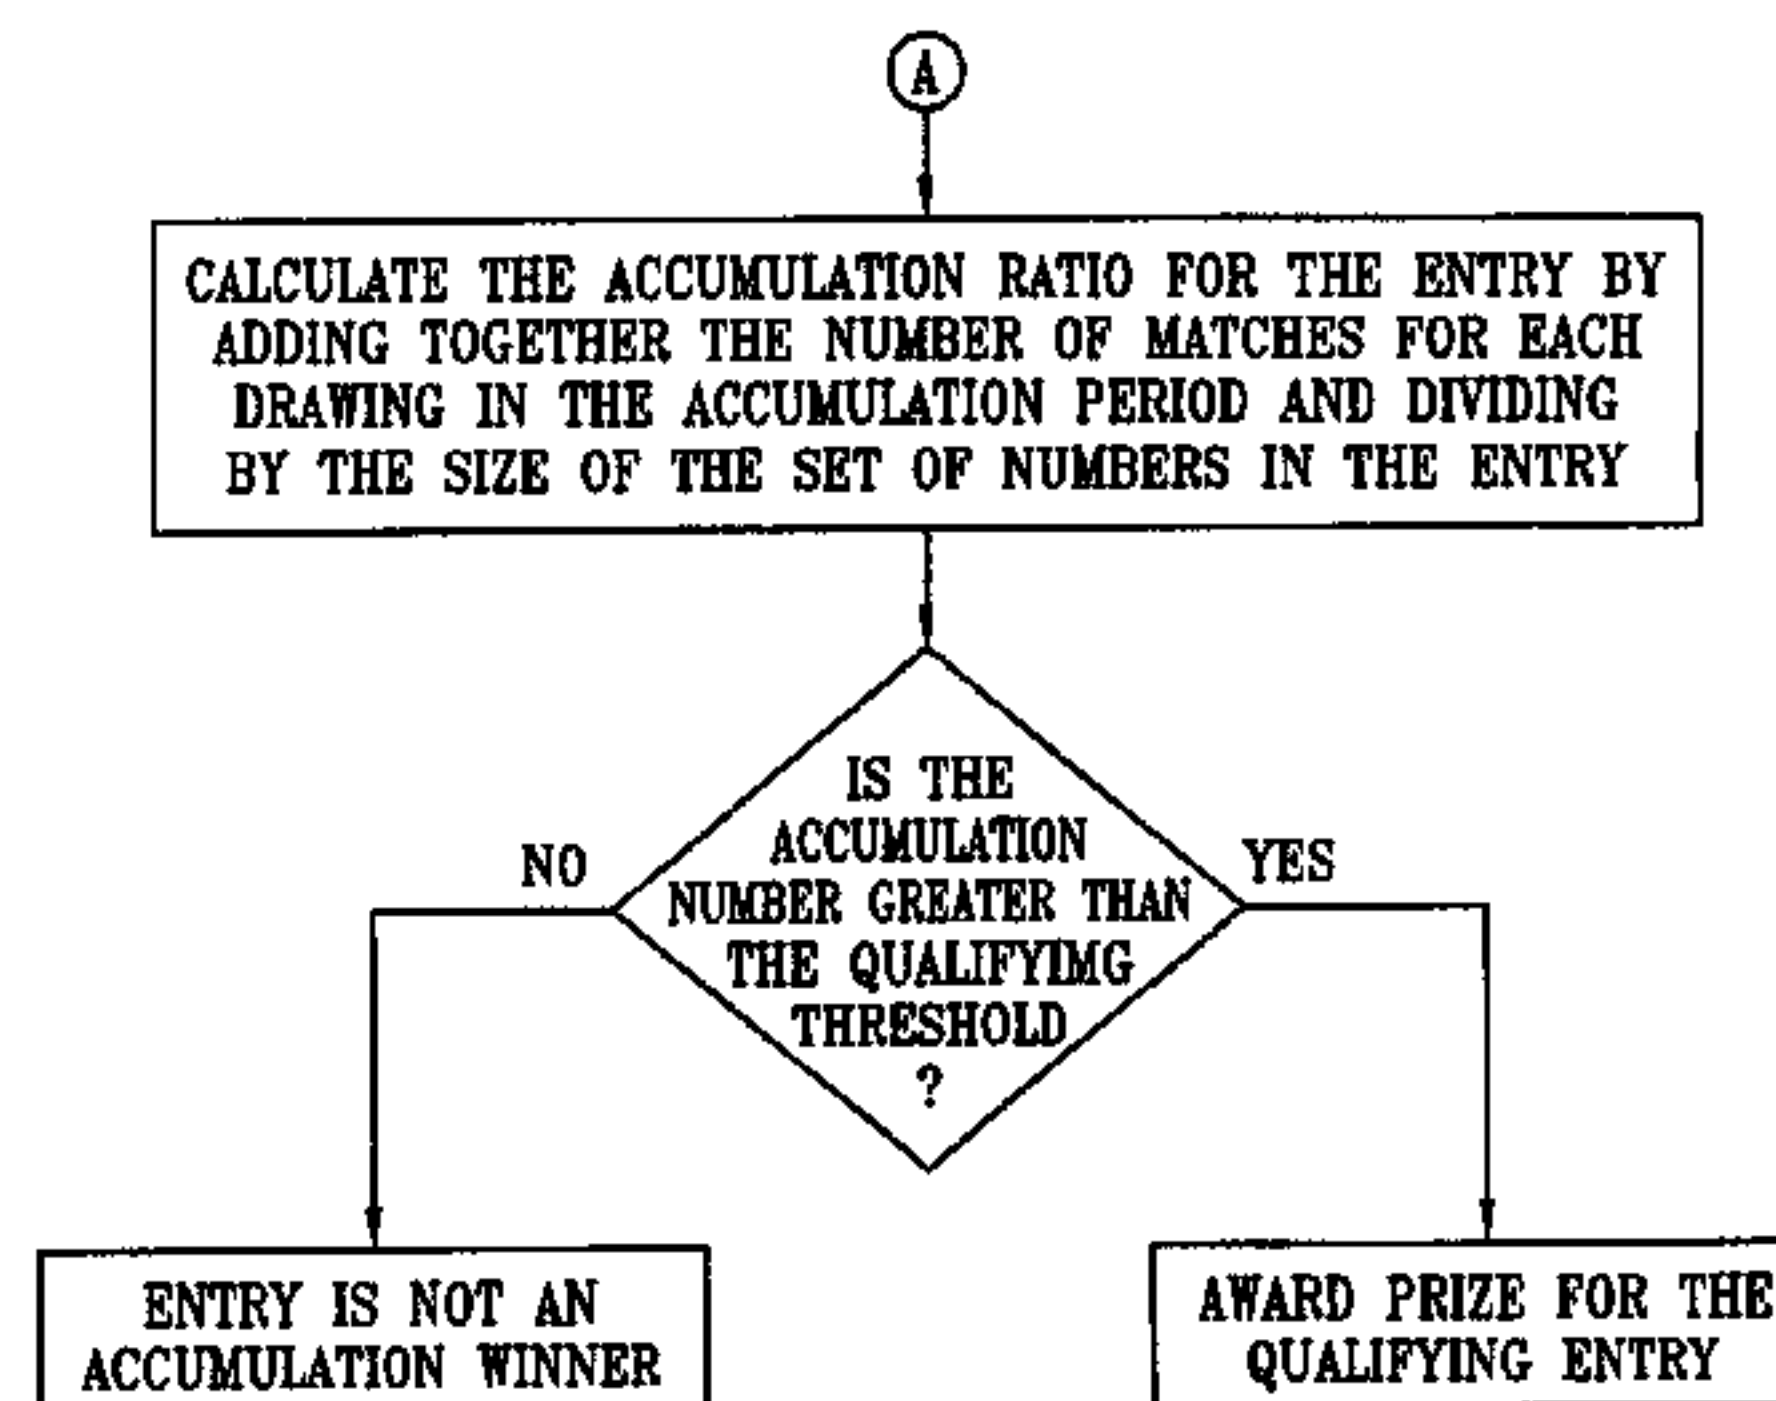 A
CALCULATE THE ACCUMULATION RATIO FOR THE ENTRY BY
ADDING TOGETHER THE NUMBER OF MATCHES FOR EACH
DRAWING IN THE ACCUMULATION PERIOD AND DIVIDING
BY THE SIZE OF THE SET OF NUMBERS IN THE ENTRY
IS THE
ACCUMULATION
NUMBER GREATER THAN
THE QUALIFYIMG
THRESHOLD
?
NO
YES
ENTRY IS NOT AN
ACCUMULATION WINNER
AWARD PRIZE FOR THE
QUALIFYING ENTRY